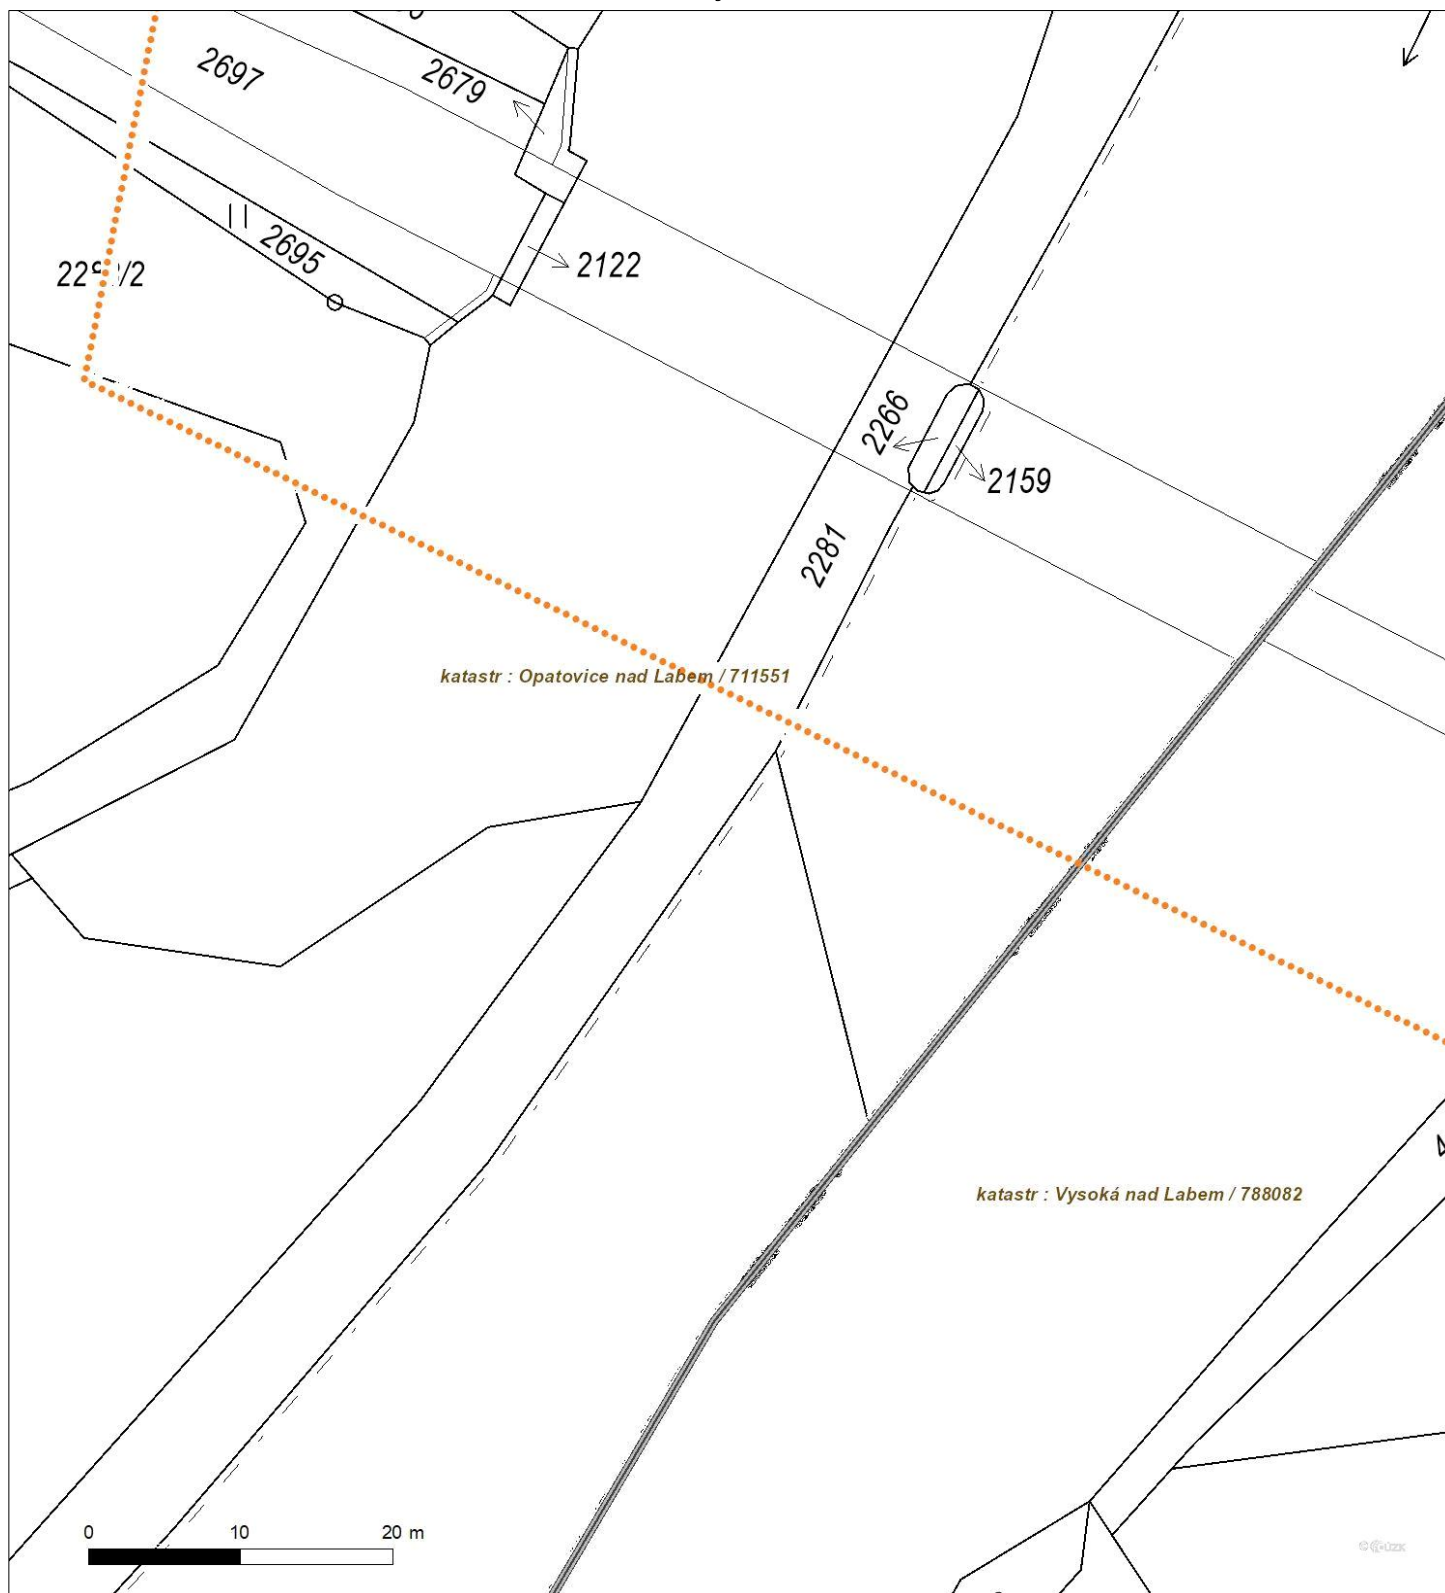 2697
2679
2695
2122
2266
2159
2281
katastr : Opatovice nad Labem / 711551
katastr : Vysoká nad Labem / 788082
0 10 20 m